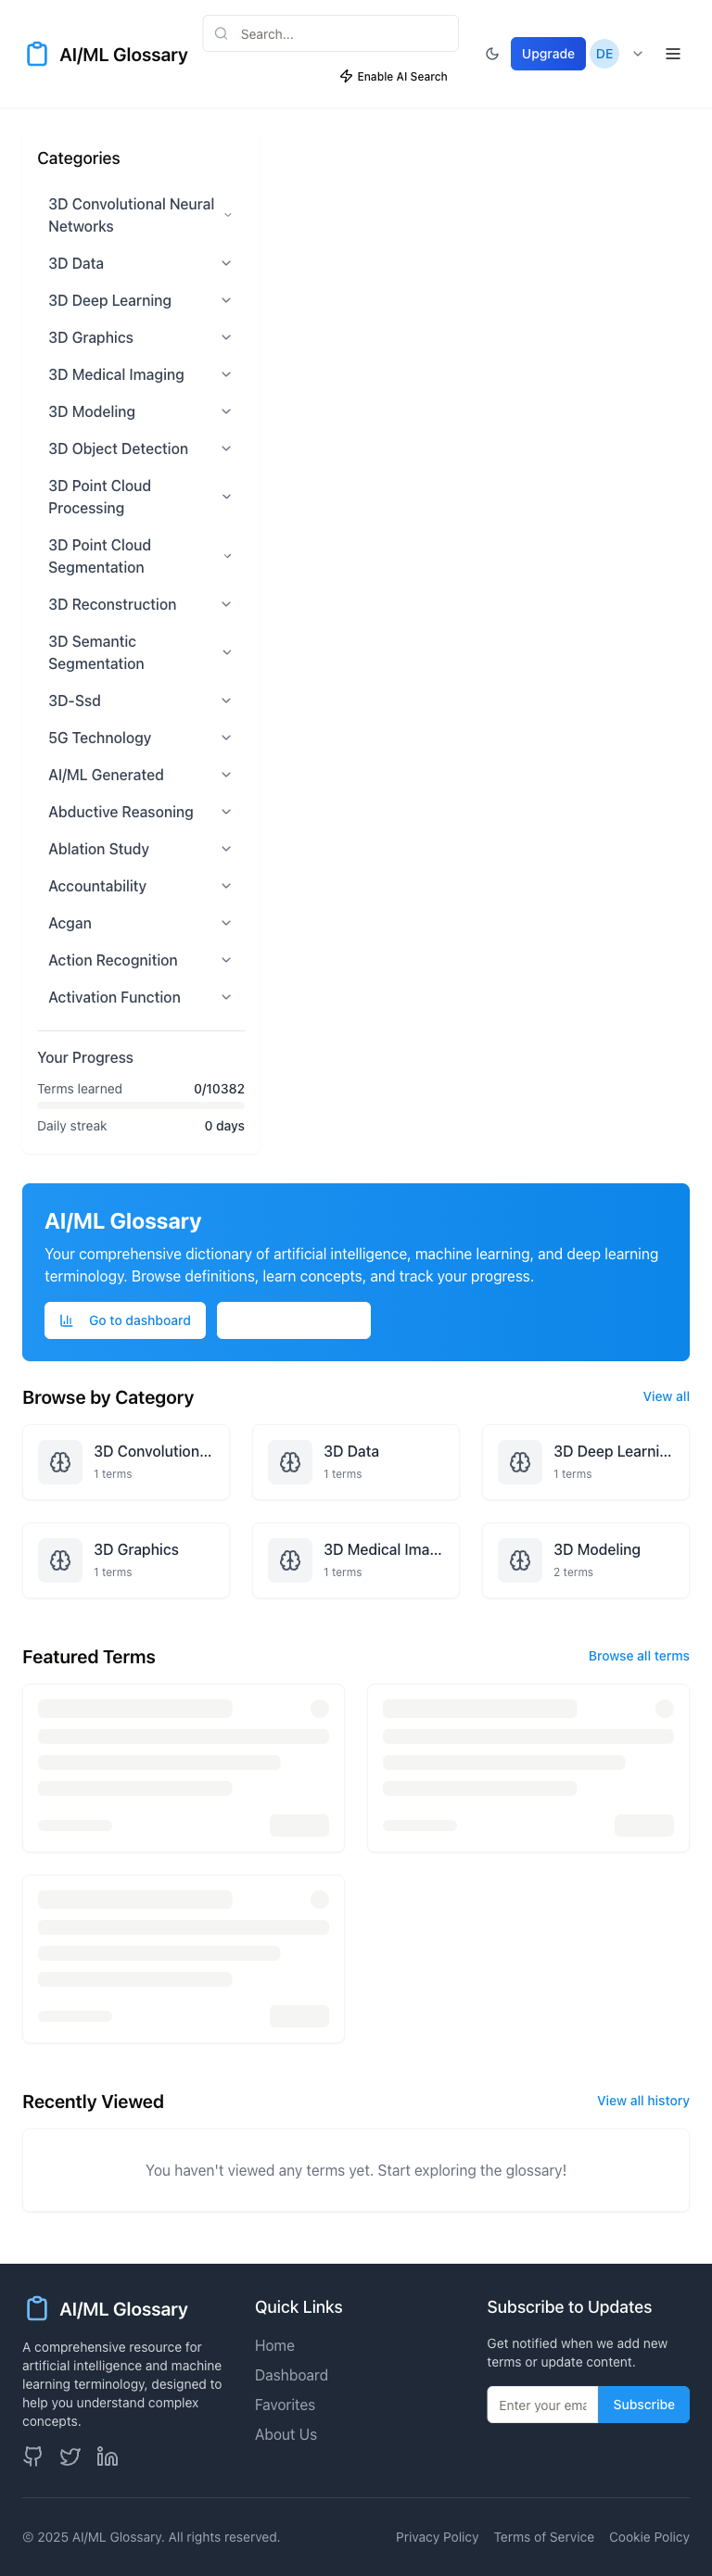 AI/ML Glossary
Search...
Enable AI Search
Upgrade
DE
Categories
3D Convolutional Neural
Networks
3D Data
3D Deep Learning
3D Graphics
3D Medical Imaging
3D Modeling
3D Object Detection
3D Point Cloud
Processing
3D Point Cloud
Segmentation
3D Reconstruction
3D Semantic
Segmentation
3D-Ssd
5G Technology
AI/ML Generated
Abductive Reasoning
Ablation Study
Accountability
Acgan
Action Recognition
Activation Function
Your Progress
Terms learned 0/10382
Daily streak 0 days
AI/ML Glossary
Your comprehensive dictionary of artificial intelligence, machine learning, and deep learning
terminology. Browse definitions, learn concepts, and track your progress.
Go to dashboard
Browse by Category View all
3D Convolution...
1 terms
3D Data
1 terms
3D Deep Learni...
1 terms
3D Graphics
1 terms
3D Medical Ima...
1 terms
3D Modeling
2 terms
Featured Terms Browse all terms
Recently Viewed View all history
You haven't viewed any terms yet. Start exploring the glossary!
AI/ML Glossary
A comprehensive resource for
artificial intelligence and machine
learning terminology, designed to
help you understand complex
concepts.
Quick Links
Home
Dashboard
Favorites
About Us
Subscribe to Updates
Get notified when we add new
terms or update content.
Enter your ema
Subscribe
© 2025 AI/ML Glossary. All rights reserved.
Privacy Policy Terms of Service Cookie Policy